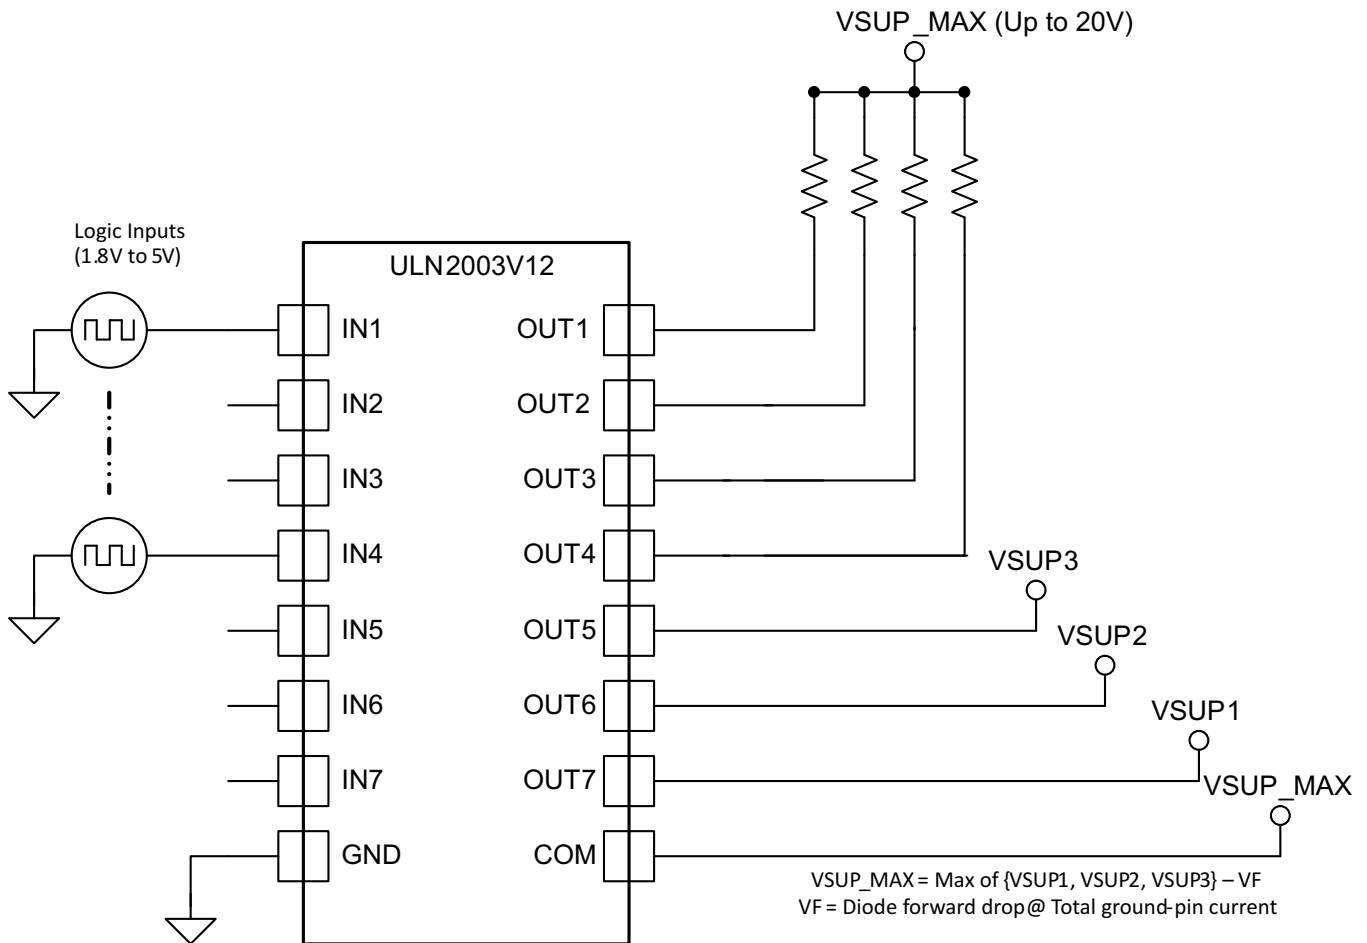 VSUP_MAX (Up to 20V)
Logic Inputs
(1.8V to 5V)
ULN2003V12
IN1
OUT1
IN2
OUT2
IN3
OUT3
IN4
OUT4
VSUP3
IN5
OUT5
VSUP2
IN6
OUT6
VSUP1
IN7
OUT7
VSUP_MAX
GND
COM
VSUP_MAX = Max of {VSUP1, VSUP2, VSUP3} – VF
VF = Diode forward drop @ Total ground-pin current